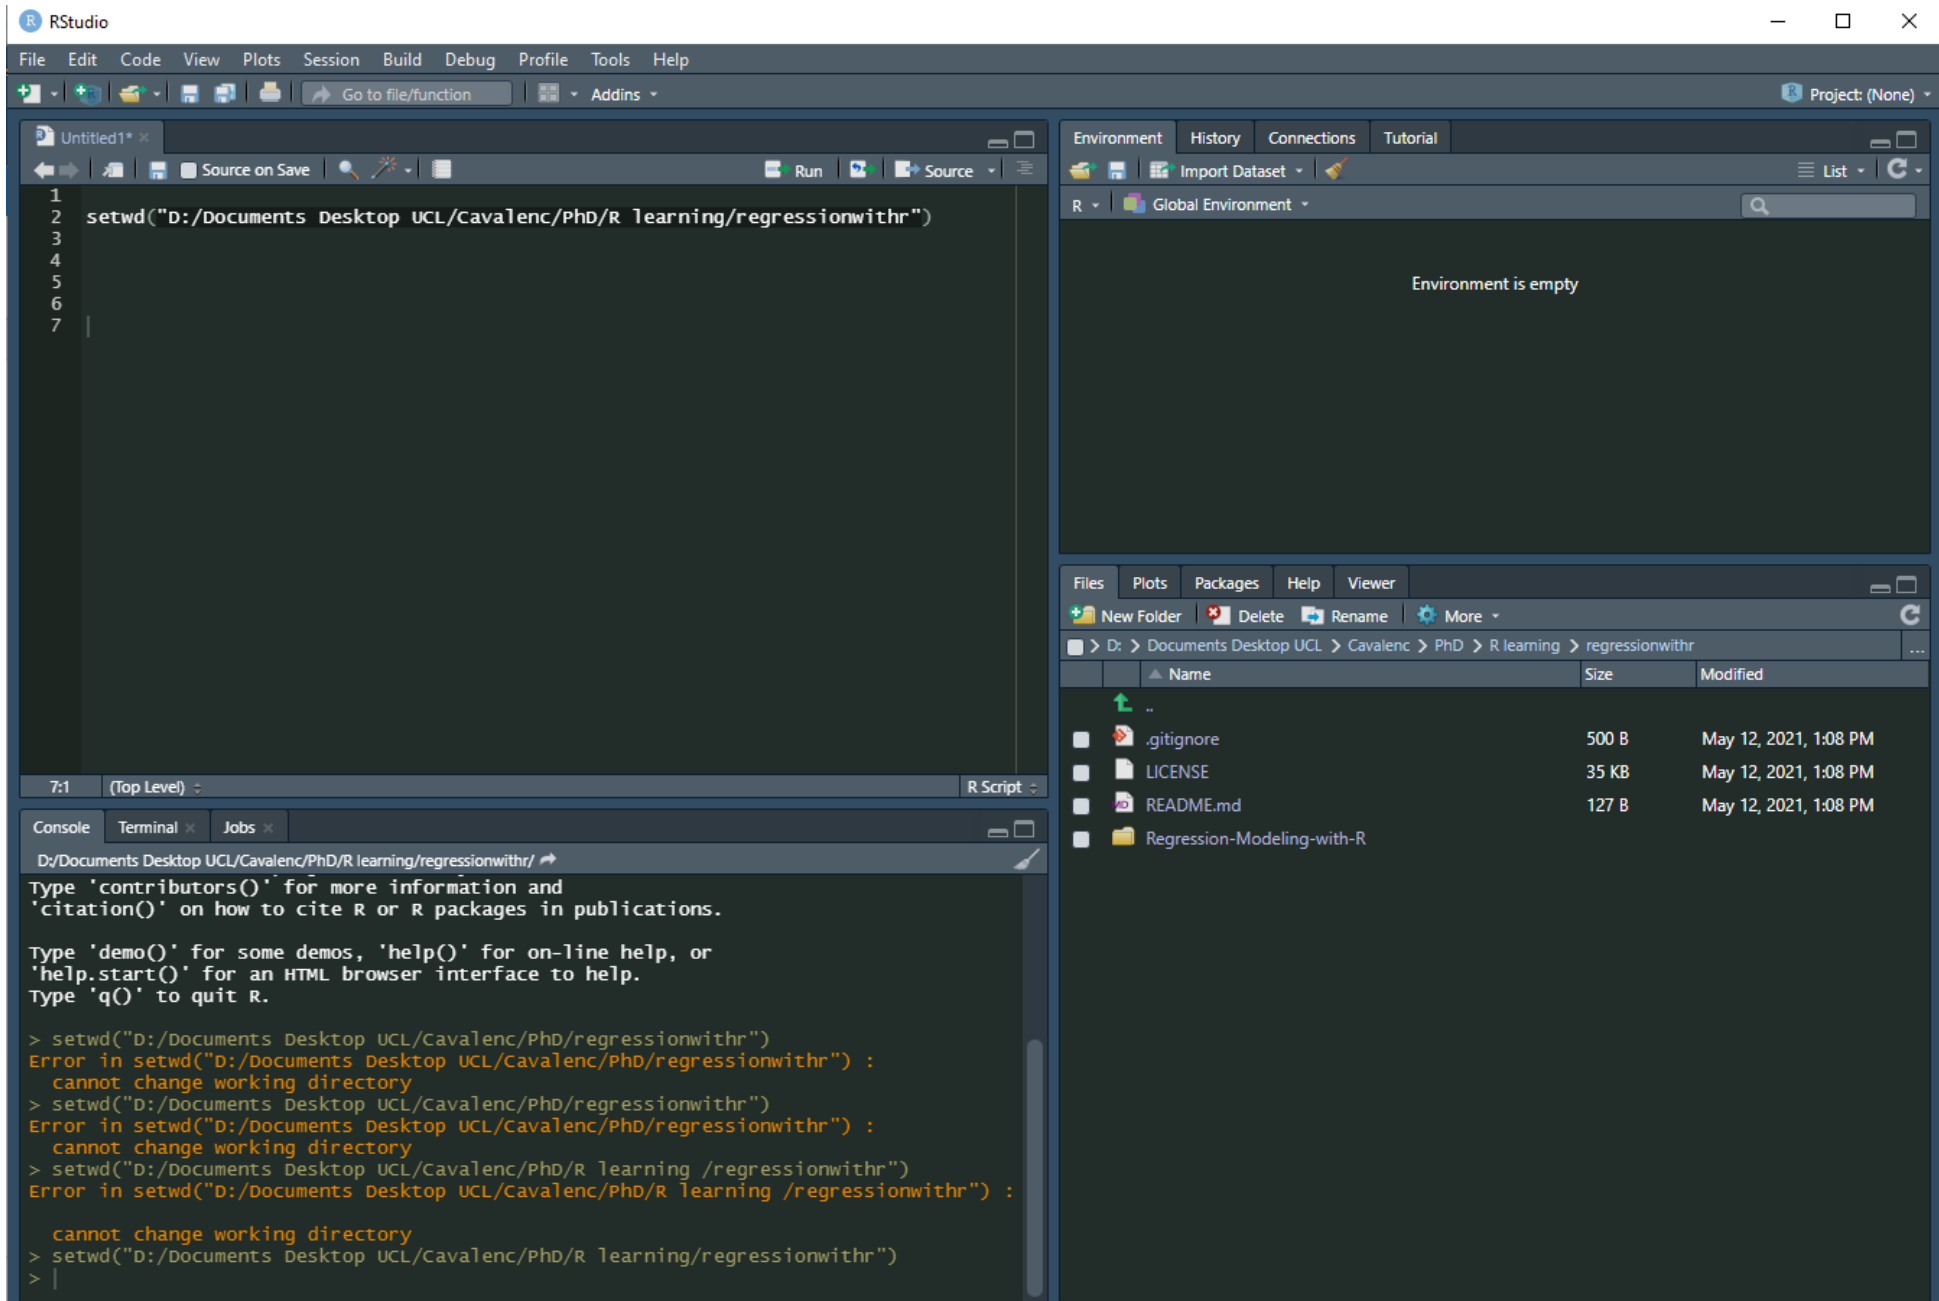 RStudio
File Edit Code View Plots Session Build Debug Profile Tools Help
Go to file/function Addins Project: (None)
Untitled1*
Source on Save Run Source
1
2 setwd("D:/Documents Desktop UCL/Cavalenc/PhD/R learning/regressionwithr")
3
4
5
6
7
7:1 (Top Level) R Script
Console Terminal Jobs
D:/Documents Desktop UCL/Cavalenc/PhD/R learning/regressionwithr/
Type 'contributors()' for more information and
'citation()' on how to cite R or R packages in publications.
Type 'demo()' for some demos, 'help()' for on-line help, or
'help.start()' for an HTML browser interface to help.
Type 'q()' to quit R.
> setwd("D:/Documents Desktop UCL/Cavalenc/PhD/regressionwithr")
Error in setwd("D:/Documents Desktop UCL/Cavalenc/PhD/regressionwithr") :
cannot change working directory
> setwd("D:/Documents Desktop UCL/Cavalenc/PhD/regressionwithr")
Error in setwd("D:/Documents Desktop UCL/Cavalenc/PhD/regressionwithr") :
cannot change working directory
> setwd("D:/Documents Desktop UCL/Cavalenc/PhD/R learning /regressionwithr")
Error in setwd("D:/Documents Desktop UCL/Cavalenc/PhD/R learning /regressionwithr") :
cannot change working directory
> setwd("D:/Documents Desktop UCL/Cavalenc/PhD/R learning/regressionwithr")
>
Environment History Connections Tutorial
Import Dataset List
R Global Environment
Environment is empty
Files Plots Packages Help Viewer
New Folder Delete Rename More
D: Documents Desktop UCL Cavalenc PhD R learning regressionwithr ...
Name Size Modified
..
.gitignore 500 B May 12, 2021, 1:08 PM
LICENSE 35 KB May 12, 2021, 1:08 PM
README.md 127 B May 12, 2021, 1:08 PM
Regression-Modeling-with-R